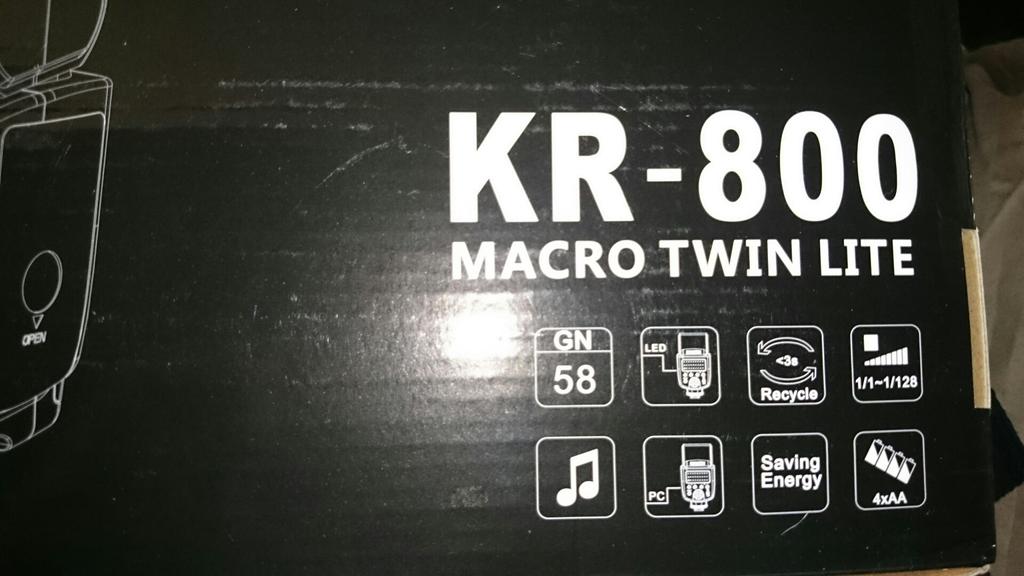 KR-800
MACRO TWIN LITE
GN
58
LED
<3s
Recycle
1/1~1/128
PC
Saving
Energy
4xAA
OPEN